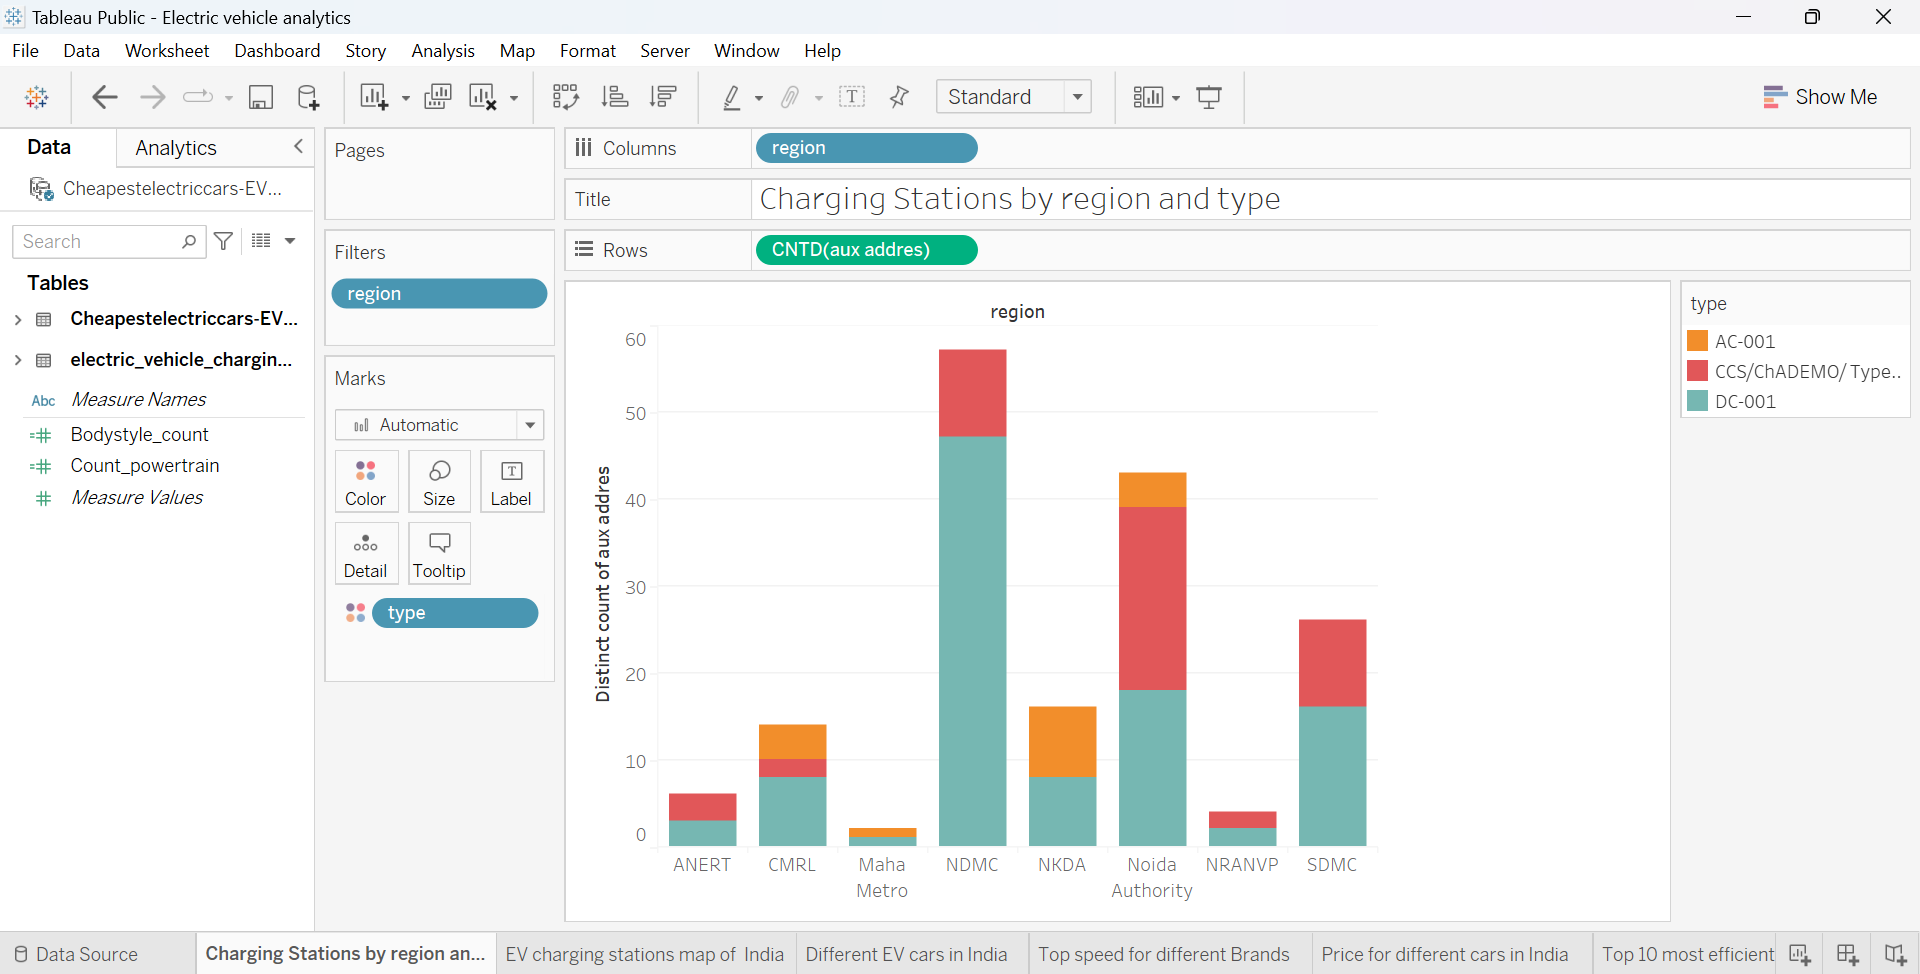 Tableau Public - Electric vehicle analytics
File Data Worksheet Dashboard Story Analysis Map Format Server Window Help
Standard
Show Me
Data Analytics
Cheapestelectriccars-EV...
Search
Tables
Cheapestelectriccars-EV...
electric_vehicle_chargin...
Abc Measure Names
Bodystyle_count
Count_powertrain
Measure Values
Pages
Filters
region
Marks
Automatic
Color Size Label
Detail Tooltip
type
Columns region
Title Charging Stations by region and type
Rows CNTD(aux addres)
region
60
50
40
30
20
10
0
Distinct count of aux addres
ANERT CMRL Maha Metro NDMC NKDA Noida Authority NRANVP SDMC
type
AC-001
CCS/ChADEMO/ Type..
DC-001
Data Source Charging Stations by region an... EV charging stations map of India Different EV cars in India Top speed for different Brands Price for different cars in India Top 10 most efficient